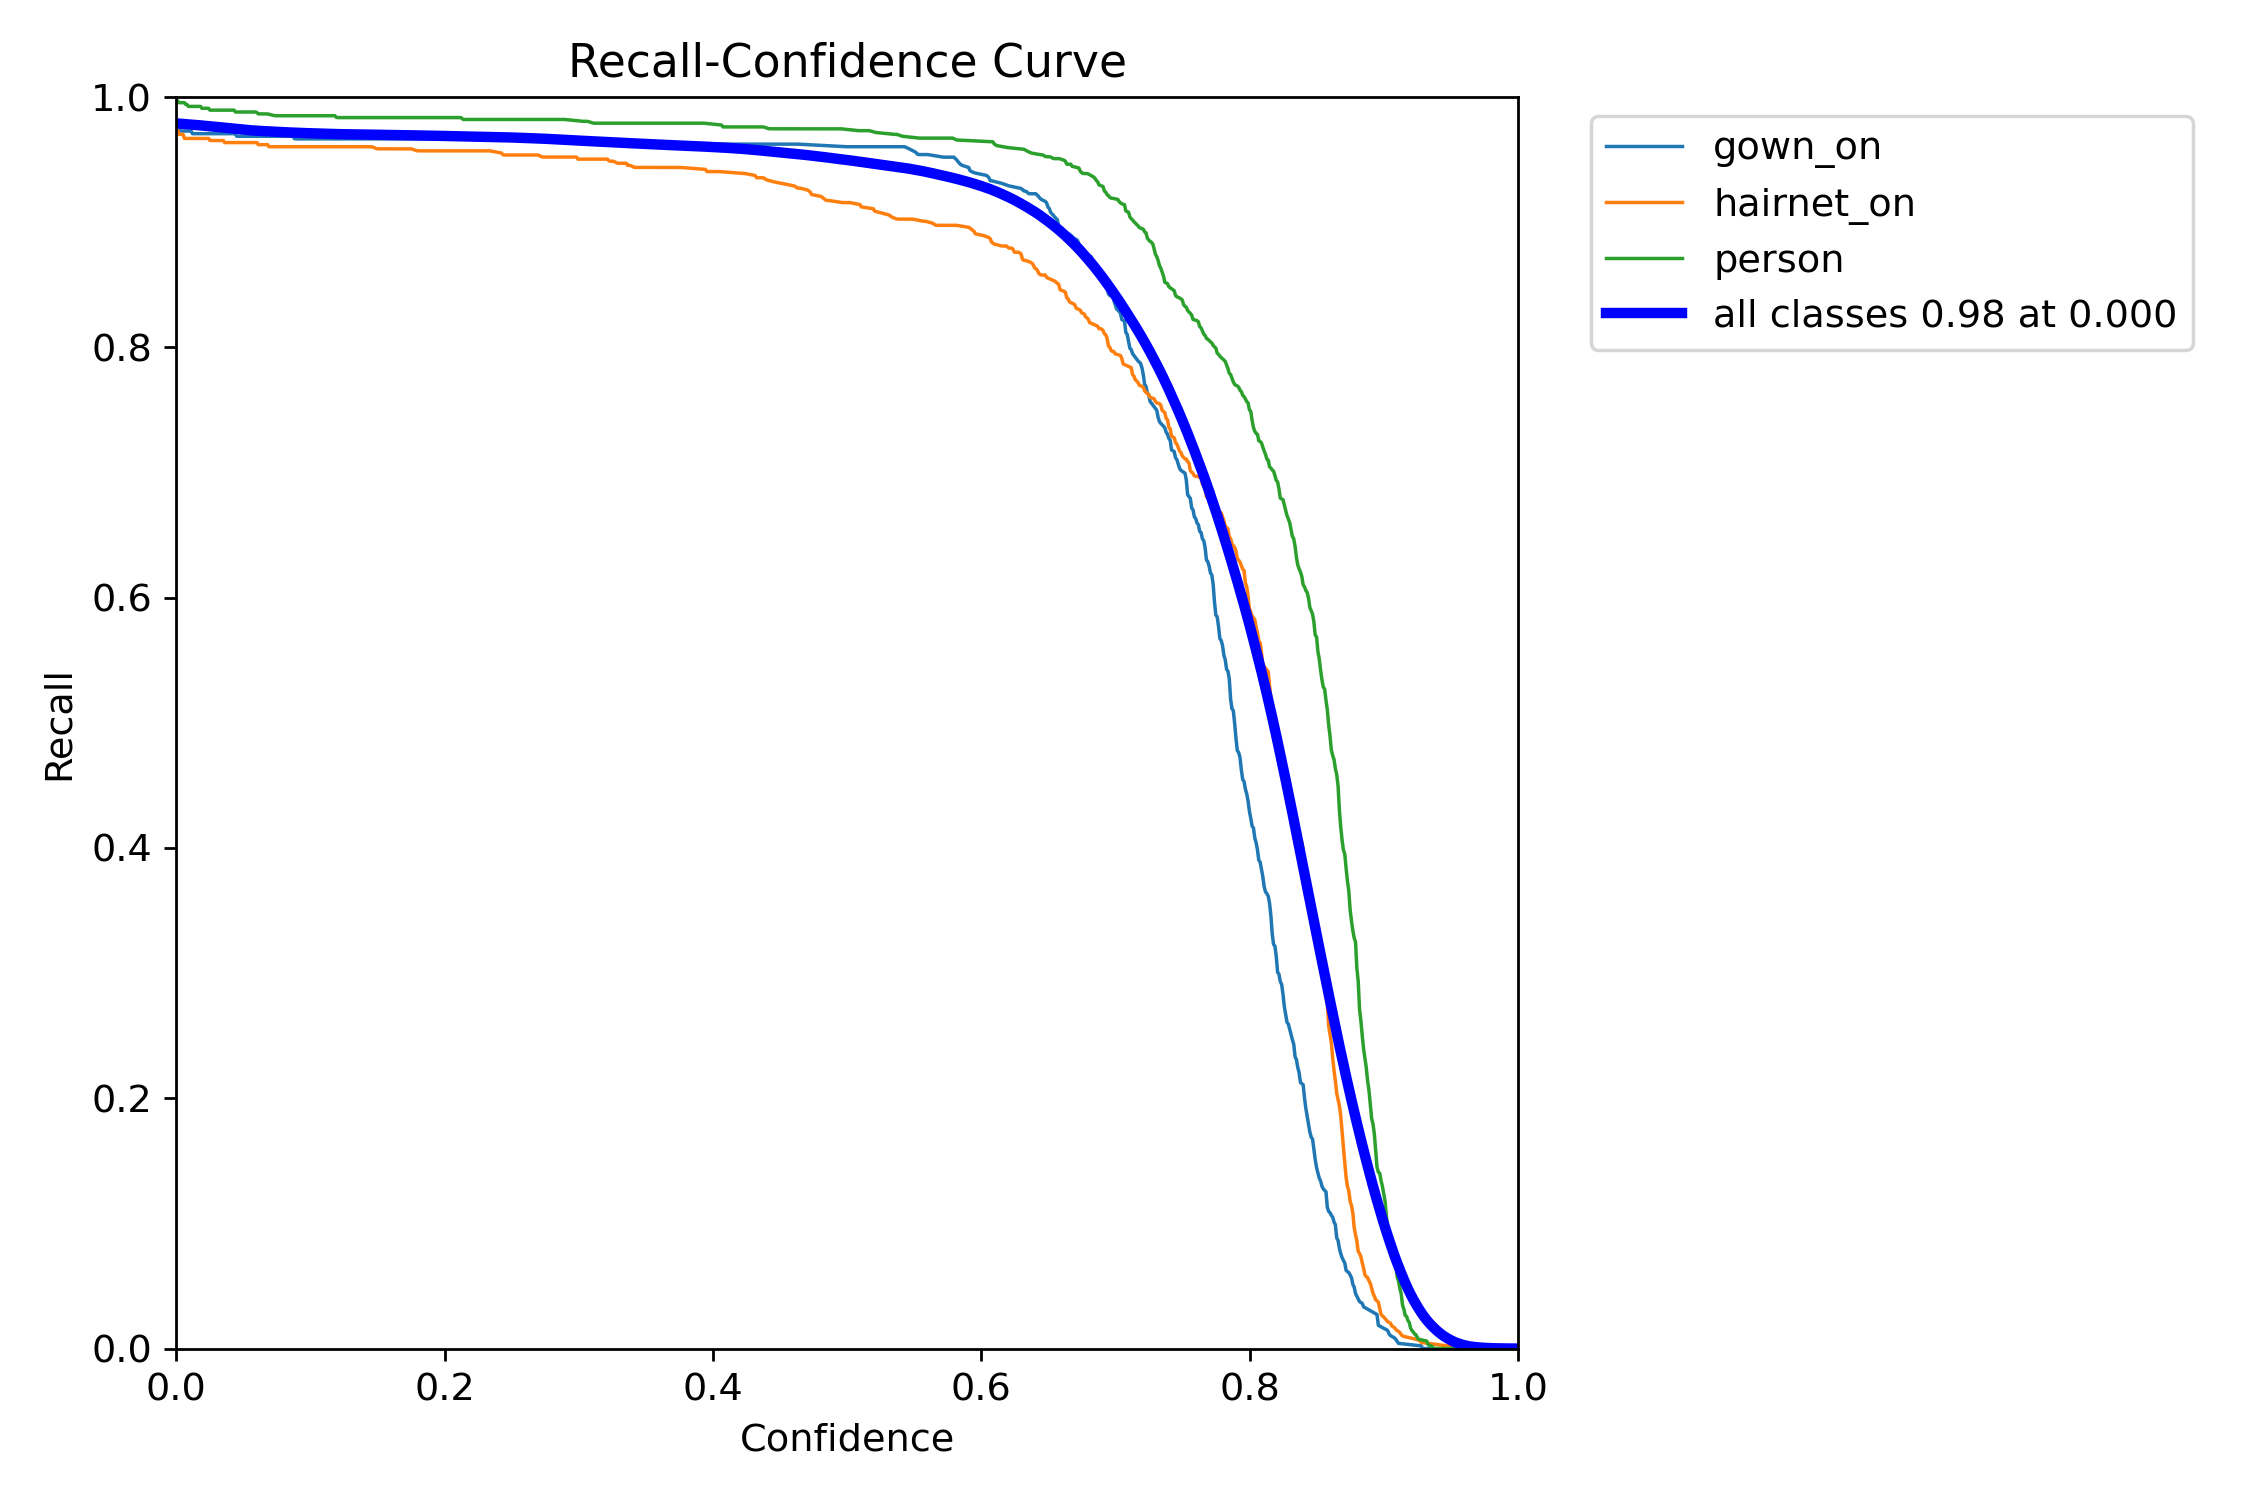 Recall-Confidence Curve
1.0
0.8
0.6
0.4
0.2
0.0
Recall
0.0 0.2 0.4 0.6 0.8 1.0
Confidence
gown_on
hairnet_on
person
all classes 0.98 at 0.000